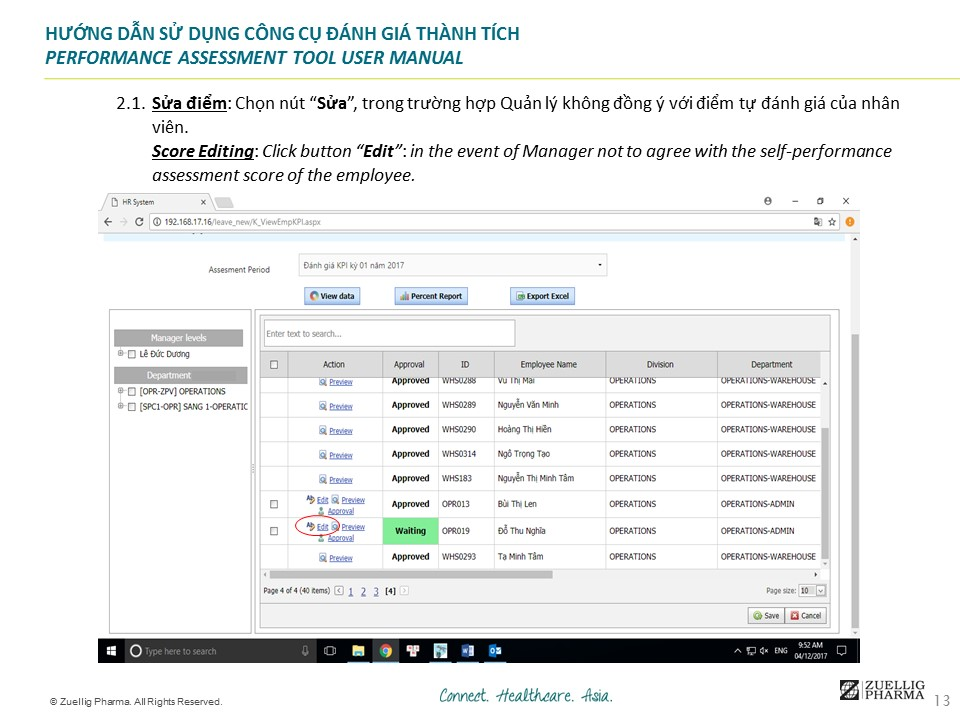 HƯỚNG DẪN SỬ DỤNG CÔNG CỤ ĐÁNH GIÁ THÀNH TÍCH
PERFORMANCE ASSESSMENT TOOL USER MANUAL
2.1. Sửa điểm: Chọn nút “Sửa”, trong trường hợp Quản lý không đồng ý với điểm tự đánh giá của nhân
viên.
Score Editing: Click button “Edit”: in the event of Manager not to agree with the self-performance
assessment score of the employee.
HR System
192.168.17.16/leave_new/K_ViewEmpKPI.aspx
Assesment Period
Đánh giá KPI kỳ 01 năm 2017
View data Percent Report Export Excel
Manager levels
Lê Đức Dương
Department
[OPR-ZPV] OPERATIONS
[SPC1-OPR] SANG 1-OPERATIC
Enter text to search...
Action Approval ID Employee Name Division Department
Preview Approved WHS0288 Vũ Thị Mai OPERATIONS OPERATIONS-WAREHOUSE
Preview Approved WHS0289 Nguyễn Văn Minh OPERATIONS OPERATIONS-WAREHOUSE
Preview Approved WHS0290 Hoàng Thị Hiền OPERATIONS OPERATIONS-WAREHOUSE
Preview Approved WHS0314 Ngô Trọng Tạo OPERATIONS OPERATIONS-WAREHOUSE
Preview Approved WHS183 Nguyễn Thị Minh Tâm OPERATIONS OPERATIONS-WAREHOUSE
Edit Preview Approval Approved OPR013 Bùi Thị Len OPERATIONS OPERATIONS-ADMIN
Edit Preview Approval Waiting OPR019 Đỗ Thu Nghĩa OPERATIONS OPERATIONS-ADMIN
Preview Approved WHS0293 Tạ Minh Tâm OPERATIONS OPERATIONS-WAREHOUSE
Page 4 of 4 (40 items) 1 2 3 [4] Page size: 10
Save Cancel
Type here to search
ENG 9:52 AM
04/12/2017
© Zuellig Pharma. All Rights Reserved.
Connect. Healthcare. Asia.
ZUELLIG
PHARMA
13